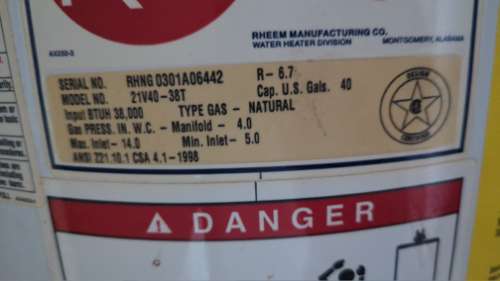 RHEEM MANUFACTURING CO.
WATER HEATER DIVISION MONTGOMERY, ALABAMA
SERIAL NO. RHNG 0301A06442 R- 6.7
MODEL NO. 21V40-38T Cap. U.S. Gals. 40
Input BTUH 38,000 TYPE GAS - NATURAL
Gas PRESS. IN. W.C. - Manifold - 4.0
Max. Inlet- 14.0 Min. Inlet- 5.0
ANSI Z21.10.1 CSA 4.1-1998
DESIGN
CERTIFIED
DANGER